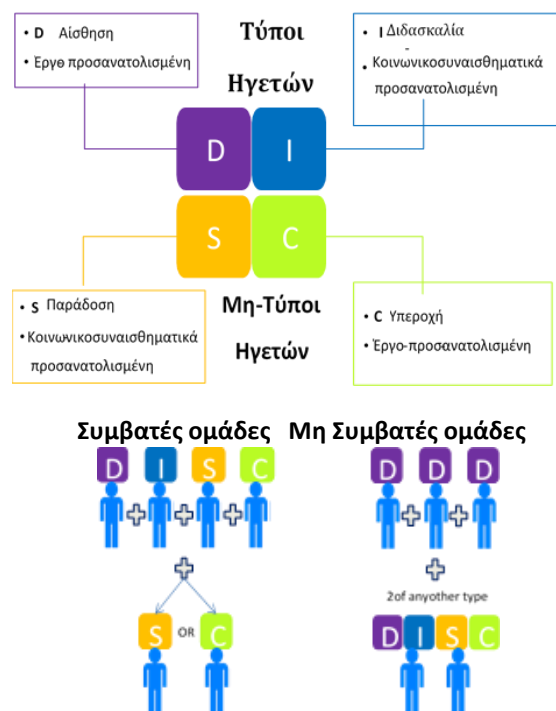 • D Αίσθηση
• Έργο προσανατολισμένη
Τύποι
Ηγετών
• Ι Διδασκαλία
-
• Κοινωνικοσυναισθηματικά
προσανατολισμένη
D
I
S
C
• S Παράδοση
• Κοινωνικοσυναισθηματικά
προσανατολισμένη
Μη-Τύποι
Ηγετών
• C Υπεροχή
• Έργο-προσανατολισμένη
Συμβατές ομάδες
Μη Συμβατές ομάδες
D I S C
D D D
2of anyother type
S OR C
D I S C